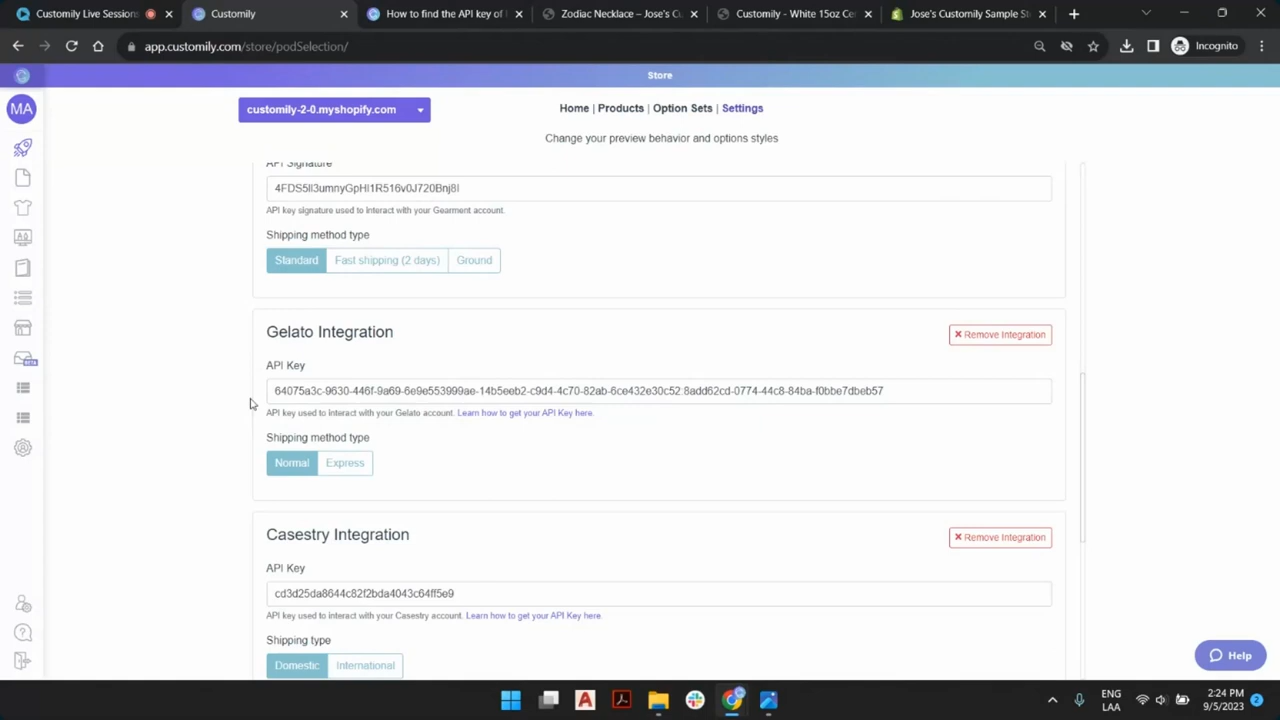 Customily Live Sessions
Customily
How to find the API key of
Zodiac Necklace – Jose's Cu
Customily - White 15oz Cer
Jose's Customily Sample St
app.customily.com/store/podSelection/
Incognito
Store
MA
customily-2-0.myshopify.com
Home | Products | Option Sets | Settings
Change your preview behavior and options styles
API Signature
API key signature used to interact with your Gearment account.
Shipping method type
Standard
Fast shipping (2 days)
Ground
Gelato Integration
Remove Integration
API Key
64075a3c-9630-446f-9a69-6e9e553999ae-14b5eeb2-c9d4-4c70-82ab-6ce432e30c52:8add62cd-0774-44c8-84ba-f0bbe7dbeb57
API key used to interact with your Gelato account. Learn how to get your API Key here.
Shipping method type
Normal
Express
Casestry Integration
Remove Integration
API Key
cd3d25da8644c82f2bda4043c64ff5e9
API key used to interact with your Casestry account. Learn how to get your API Key here.
Shipping type
Domestic
International
Help
ENG
LAA
2:24 PM
9/5/2023